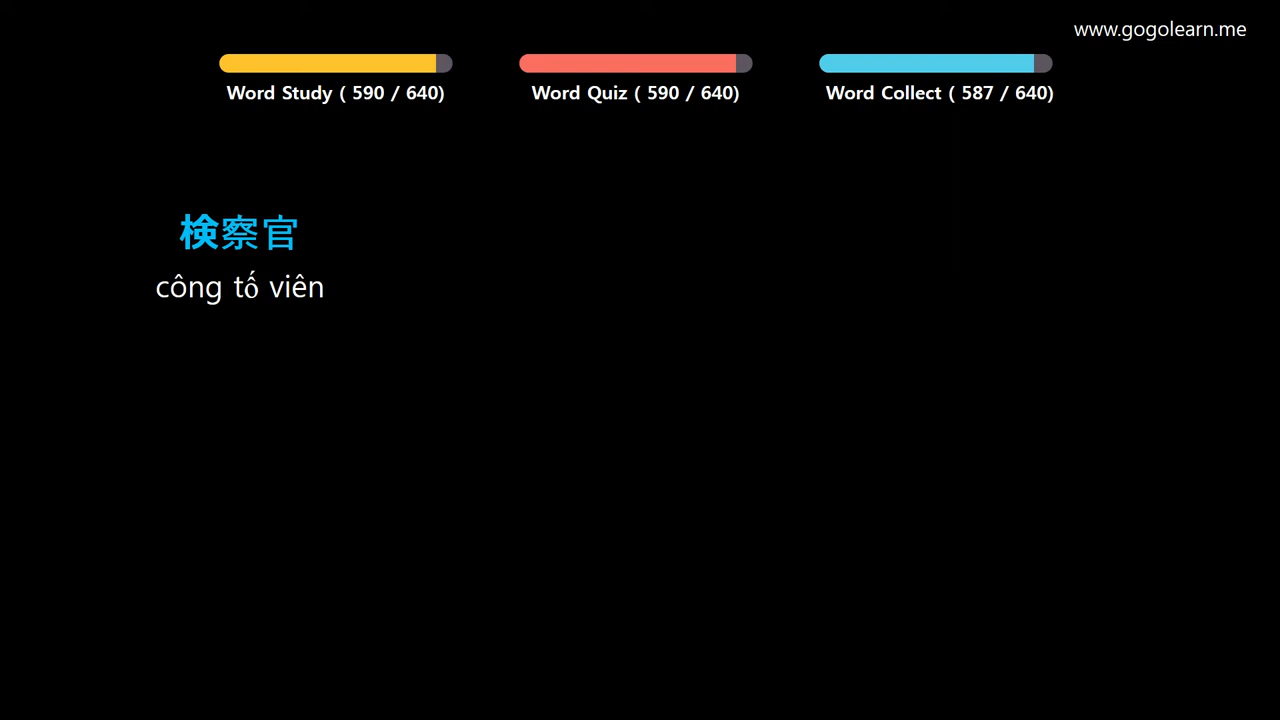 www.gogolearn.me
Word Study ( 590 / 640)
Word Quiz ( 590 / 640)
Word Collect ( 587 / 640)
検察官
công tố viên